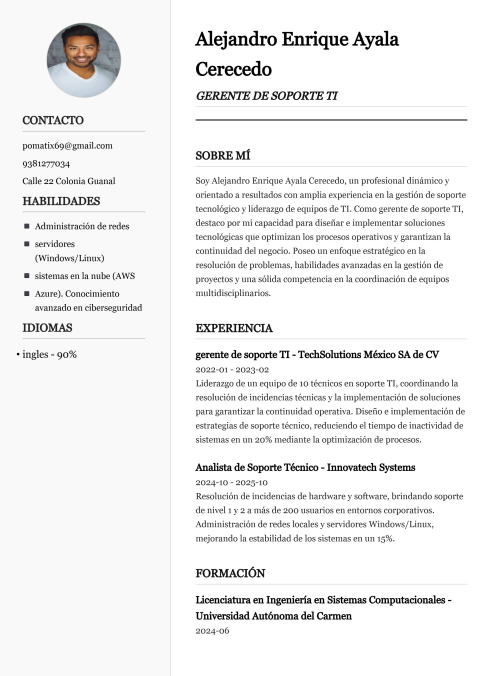 Alejandro Enrique Ayala
Cerecedo
GERENTE DE SOPORTE TI
CONTACTO
pomatix69@gmail.com
9381277034
Calle 22 Colonia Guanal
HABILIDADES
Administración de redes
servidores
(Windows/Linux)
sistemas en la nube (AWS
Azure). Conocimiento
avanzado en ciberseguridad
IDIOMAS
• ingles - 90%
SOBRE MÍ
Soy Alejandro Enrique Ayala Cerecedo, un profesional dinámico y
orientado a resultados con amplia experiencia en la gestión de soporte
tecnológico y liderazgo de equipos de TI. Como gerente de soporte TI,
destaco por mi capacidad para diseñar e implementar soluciones
tecnológicas que optimizan los procesos operativos y garantizan la
continuidad del negocio. Poseo un enfoque estratégico en la
resolución de problemas, habilidades avanzadas en la gestión de
proyectos y una sólida competencia en la coordinación de equipos
multidisciplinarios.
EXPERIENCIA
gerente de soporte TI - TechSolutions México SA de CV
2022-01 - 2023-02
Liderazgo de un equipo de 10 técnicos en soporte TI, coordinando la
resolución de incidencias técnicas y la implementación de soluciones
para garantizar la continuidad operativa. Diseño e implementación de
estrategias de soporte técnico, reduciendo el tiempo de inactividad de
sistemas en un 20% mediante la optimización de procesos.
Analista de Soporte Técnico - Innovatech Systems
2024-10 - 2025-10
Resolución de incidencias de hardware y software, brindando soporte
de nivel 1 y 2 a más de 200 usuarios en entornos corporativos.
Administración de redes locales y servidores Windows/Linux,
mejorando la estabilidad de los sistemas en un 15%.
FORMACIÓN
Licenciatura en Ingeniería en Sistemas Computacionales -
Universidad Autónoma del Carmen
2024-06